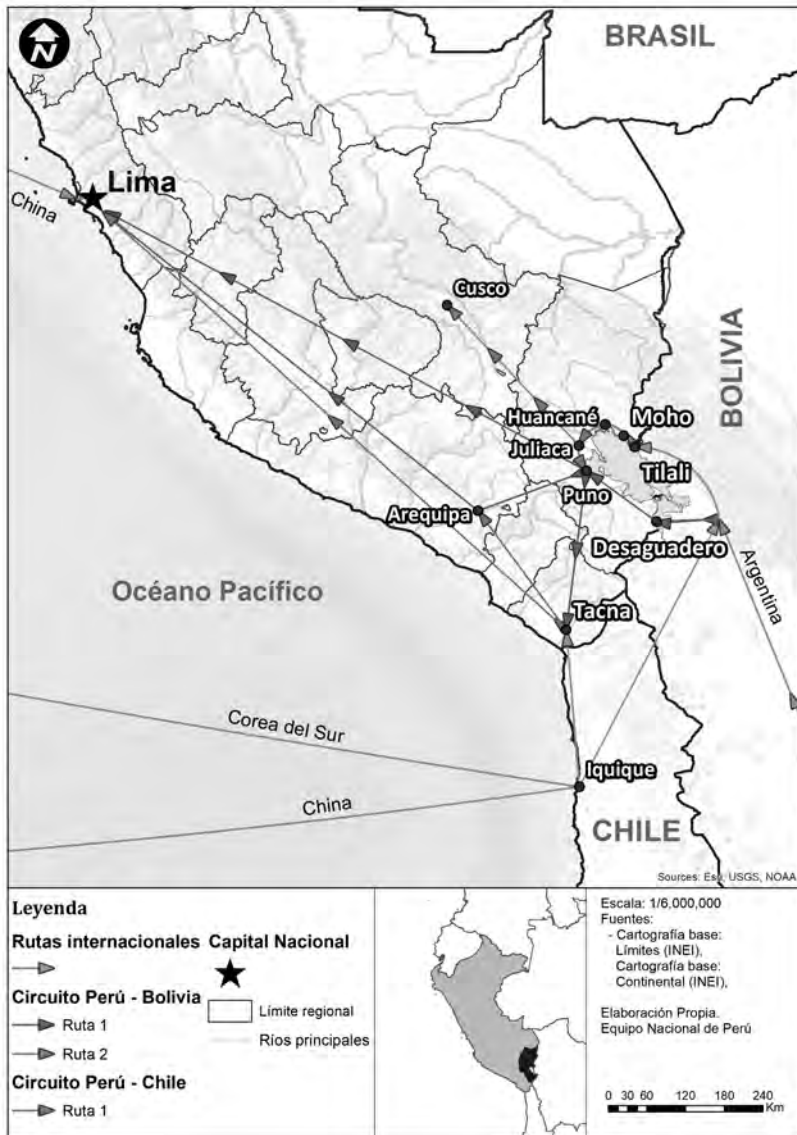 N
BRASIL
Lima
China
Cusco
BOLIVIA
Huancané
Moho
Juliaca
Tilali
Puno
Arequipa
Desaguadero
Argentina
Océano Pacífico
Tacna
Corea del Sur
Iquique
China
CHILE
Sources: Esri, USGS, NOAA
Leyenda
Rutas internacionales
Circuito Perú - Bolivia
Ruta 1
Ruta 2
Circuito Perú - Chile
Ruta 1
Capital Nacional
Límite regional
Ríos principales
Escala: 1/6,000,000
Fuentes:
- Cartografía base:
Límites (INEI),
Cartografía base:
Continental (INEI),
Elaboración Propia.
Equipo Nacional de Perú
0 30 60 120 180 240
Km